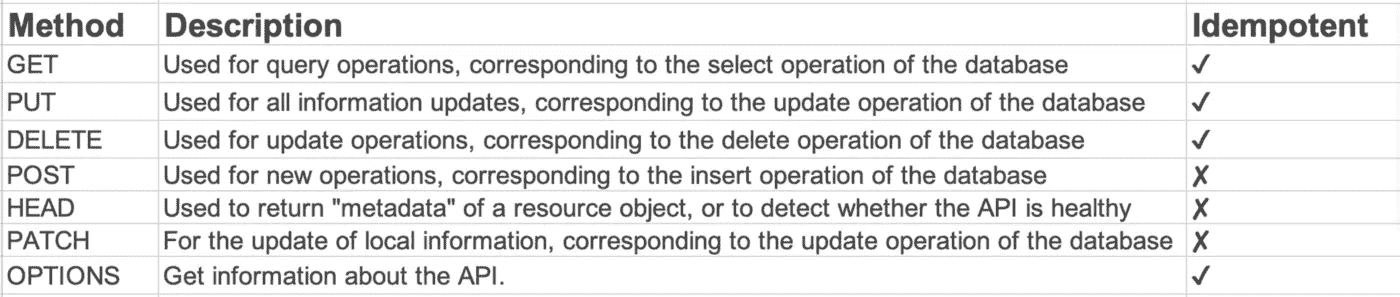 Method Description Idempotent
GET Used for query operations, corresponding to the select operation of the database ✓
PUT Used for all information updates, corresponding to the update operation of the database ✓
DELETE Used for update operations, corresponding to the delete operation of the database ✓
POST Used for new operations, corresponding to the insert operation of the database ✗
HEAD Used to return "metadata" of a resource object, or to detect whether the API is healthy ✗
PATCH For the update of local information, corresponding to the update operation of the database ✗
OPTIONS Get information about the API. ✓